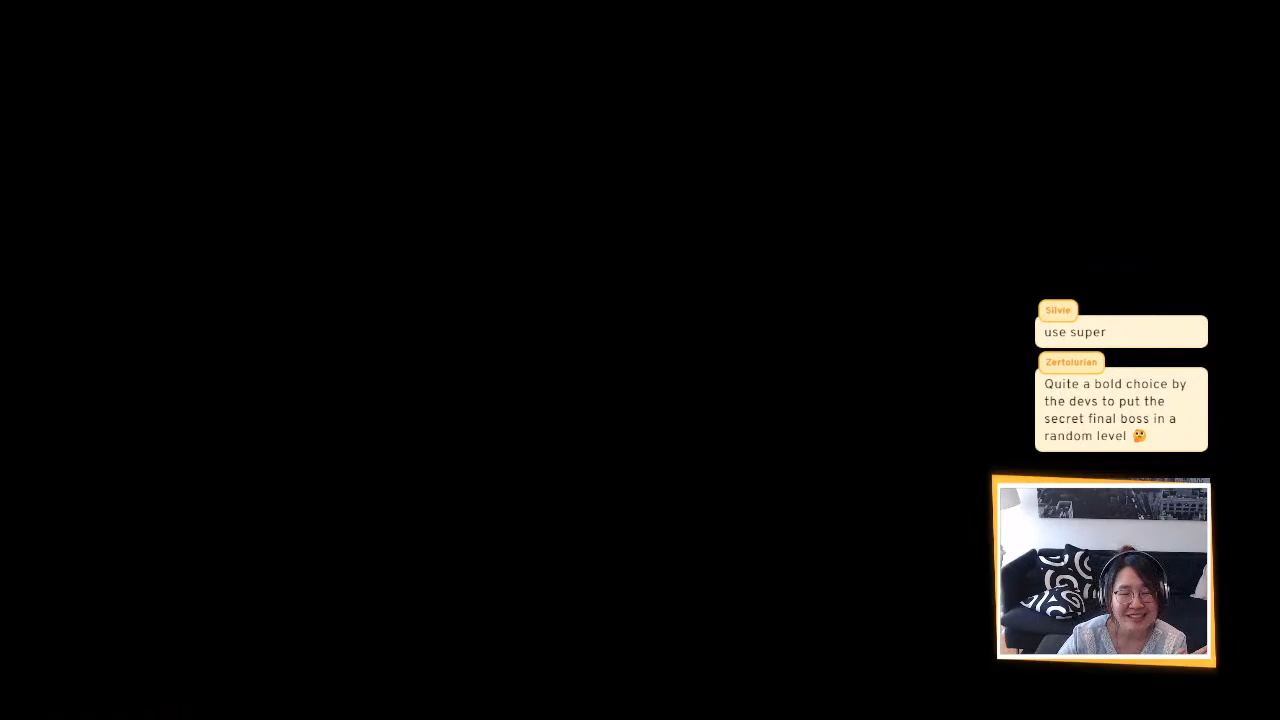 Silvie
use super
Zertolurian
Quite a bold choice by
the devs to put the
secret final boss in a
random level 🤔